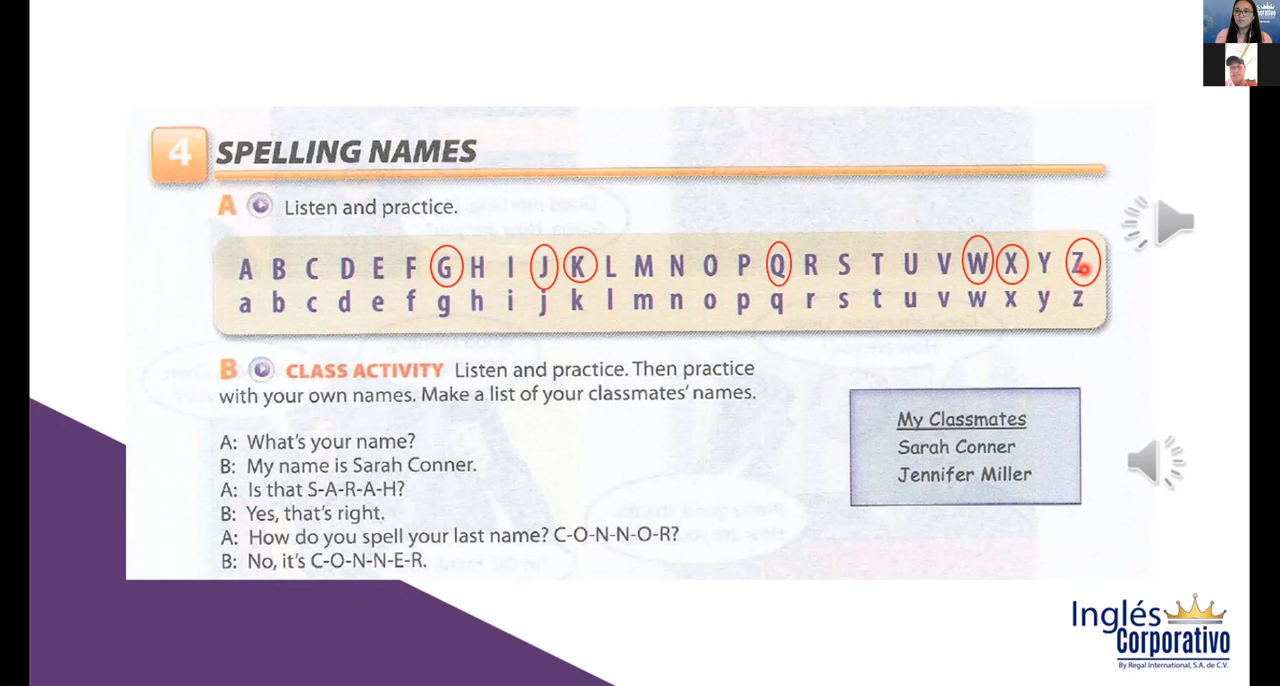 4 SPELLING NAMES
A Listen and practice.
A B C D E F G H I J K L M N O P Q R S T U V W X Y Z
a b c d e f g h i j k l m n o p q r s t u v w x y z
B CLASS ACTIVITY Listen and practice. Then practice
with your own names. Make a list of your classmates' names.
A: What's your name?
B: My name is Sarah Conner.
A: Is that S-A-R-A-H?
B: Yes, that's right.
A: How do you spell your last name? C-O-N-N-O-R?
B: No, it's C-O-N-N-E-R.
My Classmates
Sarah Conner
Jennifer Miller
Inglés
Corporativo
By Regal International, S.A. de C.V.